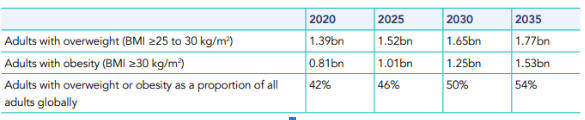 2020 2025 2030 2035
Adults with overweight (BMI ≥25 to 30 kg/m²) 1.39bn 1.52bn 1.65bn 1.77bn
Adults with obesity (BMI ≥30 kg/m²) 0.81bn 1.01bn 1.25bn 1.53bn
Adults with overweight or obesity as a proportion of all 42% 46% 50% 54%
adults globally